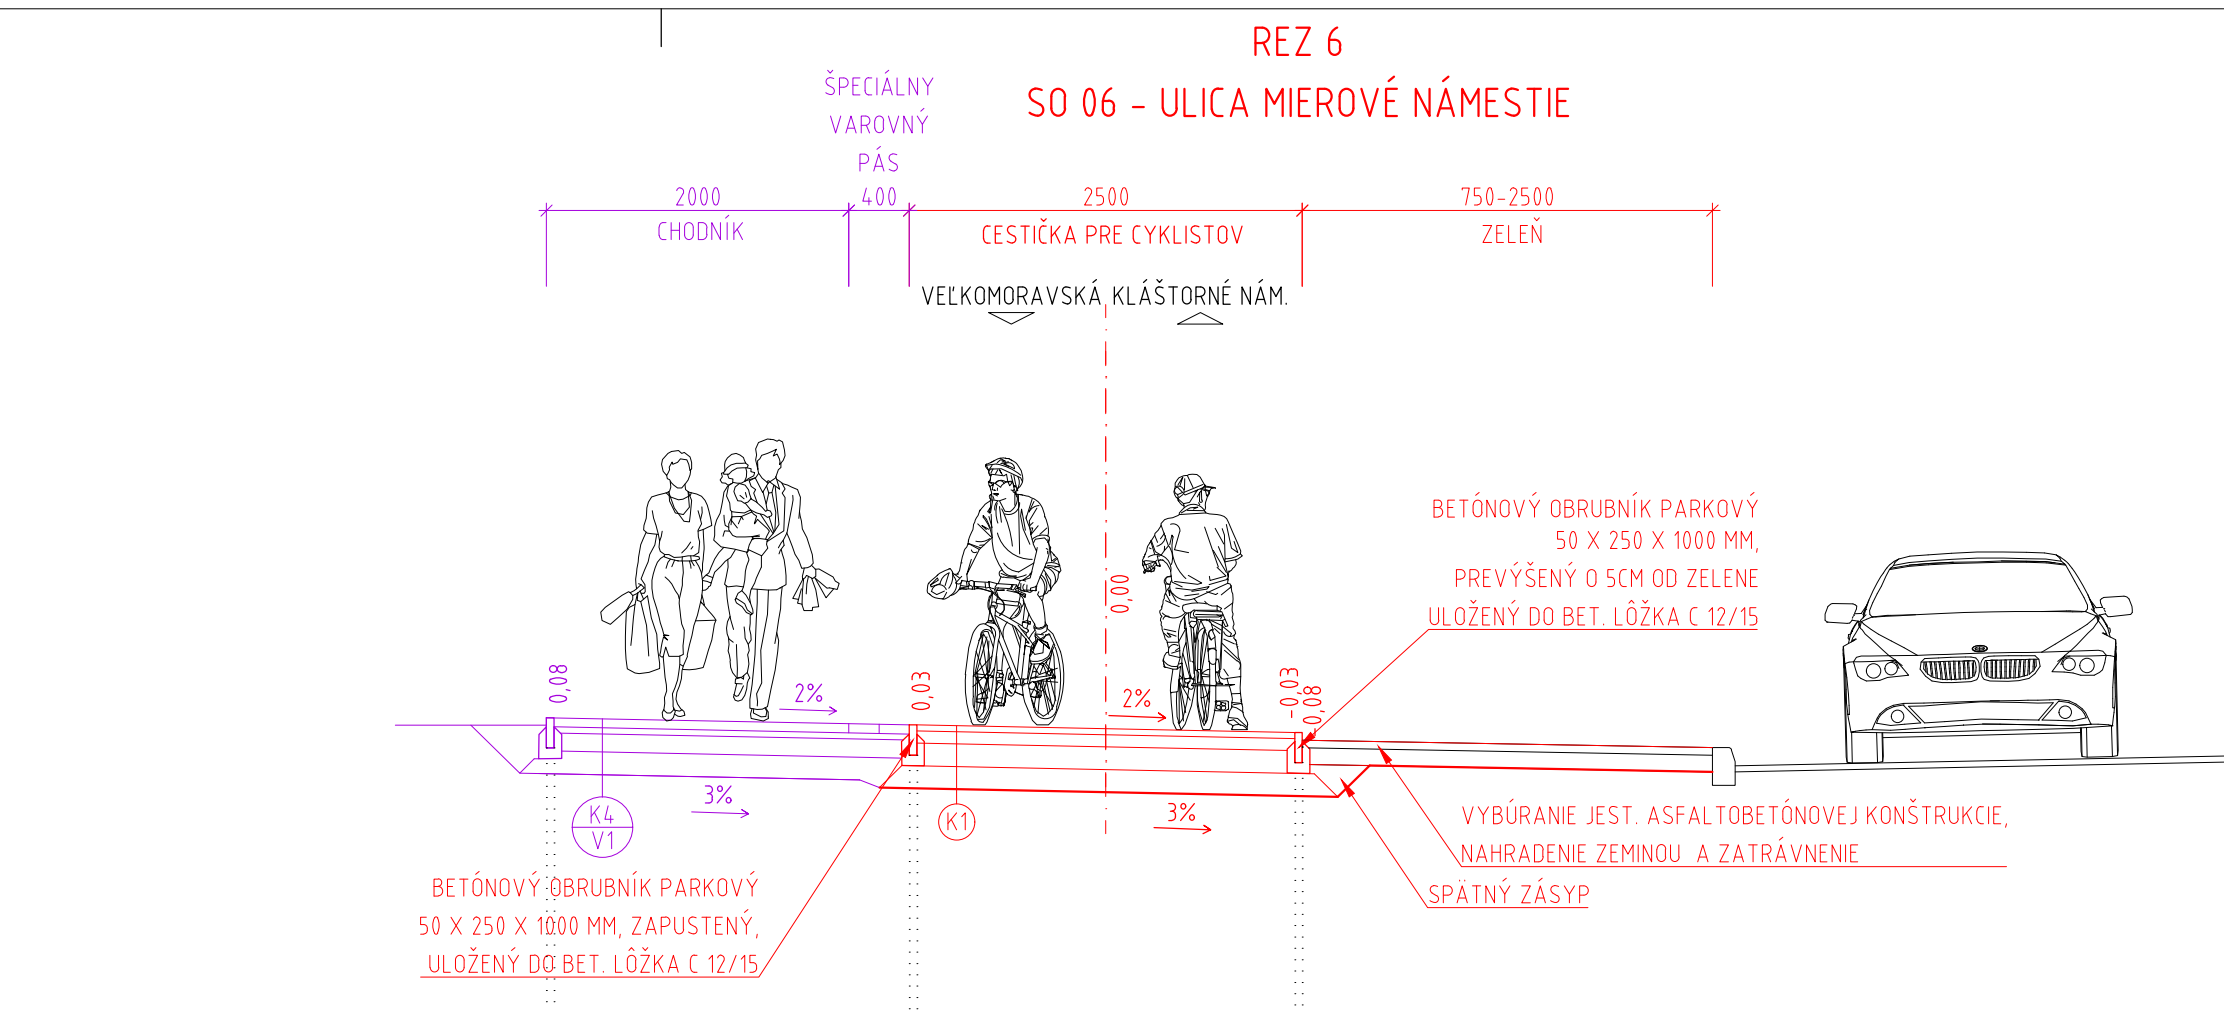 REZ 6
SO 06 - ULICA MIEROVÉ NÁMESTIE
ŠPECIÁLNY
VAROVNÝ
PÁS
2000
400
2500
750-2500
CHODNÍK
CESTIČKA PRE CYKLISTOV
ZELEŇ
VEĽKOMORAVSKÁ KLÁŠTORNÉ NÁM.
BETÓNOVÝ OBRUBNÍK PARKOVÝ
50 X 250 X 1000 MM,
PREVÝŠENÝ O 5CM OD ZELENE
ULOŽENÝ DO BET. LÔŽKA C 12/15
0,00
0,08
0,03
-0,03
0,08
2%
2%
3%
3%
K4
V1
K1
VYBÚRANIE JEST. ASFALTOBETÓNOVEJ KONŠTRUKCIE,
NAHRADENIE ZEMINOU A ZATRÁVNENIE
SPÄTNÝ ZÁSYP
BETÓNOVÝ OBRUBNÍK PARKOVÝ
50 X 250 X 1000 MM, ZAPUSTENÝ,
ULOŽENÝ DO BET. LÔŽKA C 12/15